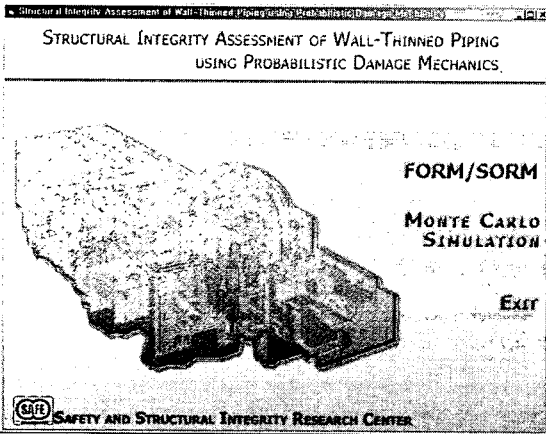 Structural Integrity Assessment of Wall-Thinned Piping using Probabilistic Damage Mechanics
STRUCTURAL INTEGRITY ASSESSMENT OF WALL-THINNED PIPING
USING PROBABILISTIC DAMAGE MECHANICS
FORM/SORM
MONTE CARLO
SIMULATION
EXIT
SAFE
SAFETY AND STRUCTURAL INTEGRITY RESEARCH CENTER